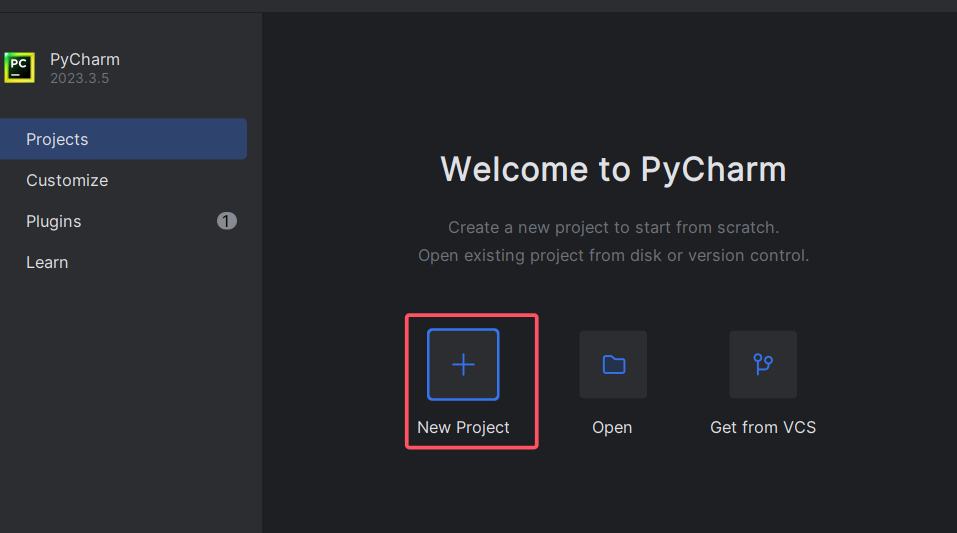 PC
PyCharm
2023.3.5
Projects
Customize
Plugins
1
Learn
Welcome to PyCharm
Create a new project to start from scratch.
Open existing project from disk or version control.
New Project
Open
Get from VCS